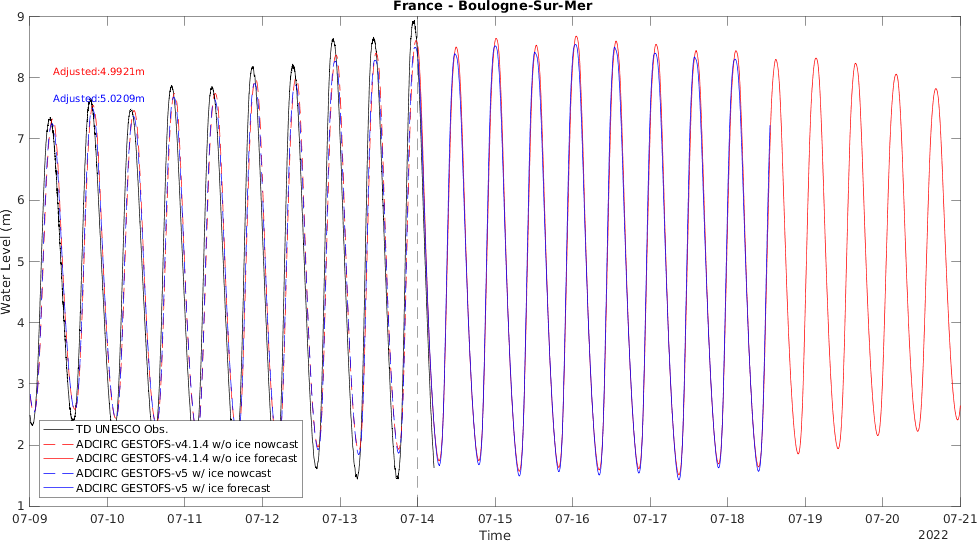 France - Boulogne-Sur-Mer
9
8
7
6
5
4
3
2
1
Water Level (m)
Adjusted:4.9921m
Adjusted:5.0209m
TD UNESCO Obs.
ADCIRC GESTOFS-v4.1.4 w/o ice nowcast
ADCIRC GESTOFS-v4.1.4 w/o ice forecast
ADCIRC GESTOFS-v5 w/ ice nowcast
ADCIRC GESTOFS-v5 w/ ice forecast
07-09 07-10 07-11 07-12 07-13 07-14 07-15 07-16 07-17 07-18 07-19 07-20 07-21
Time
2022